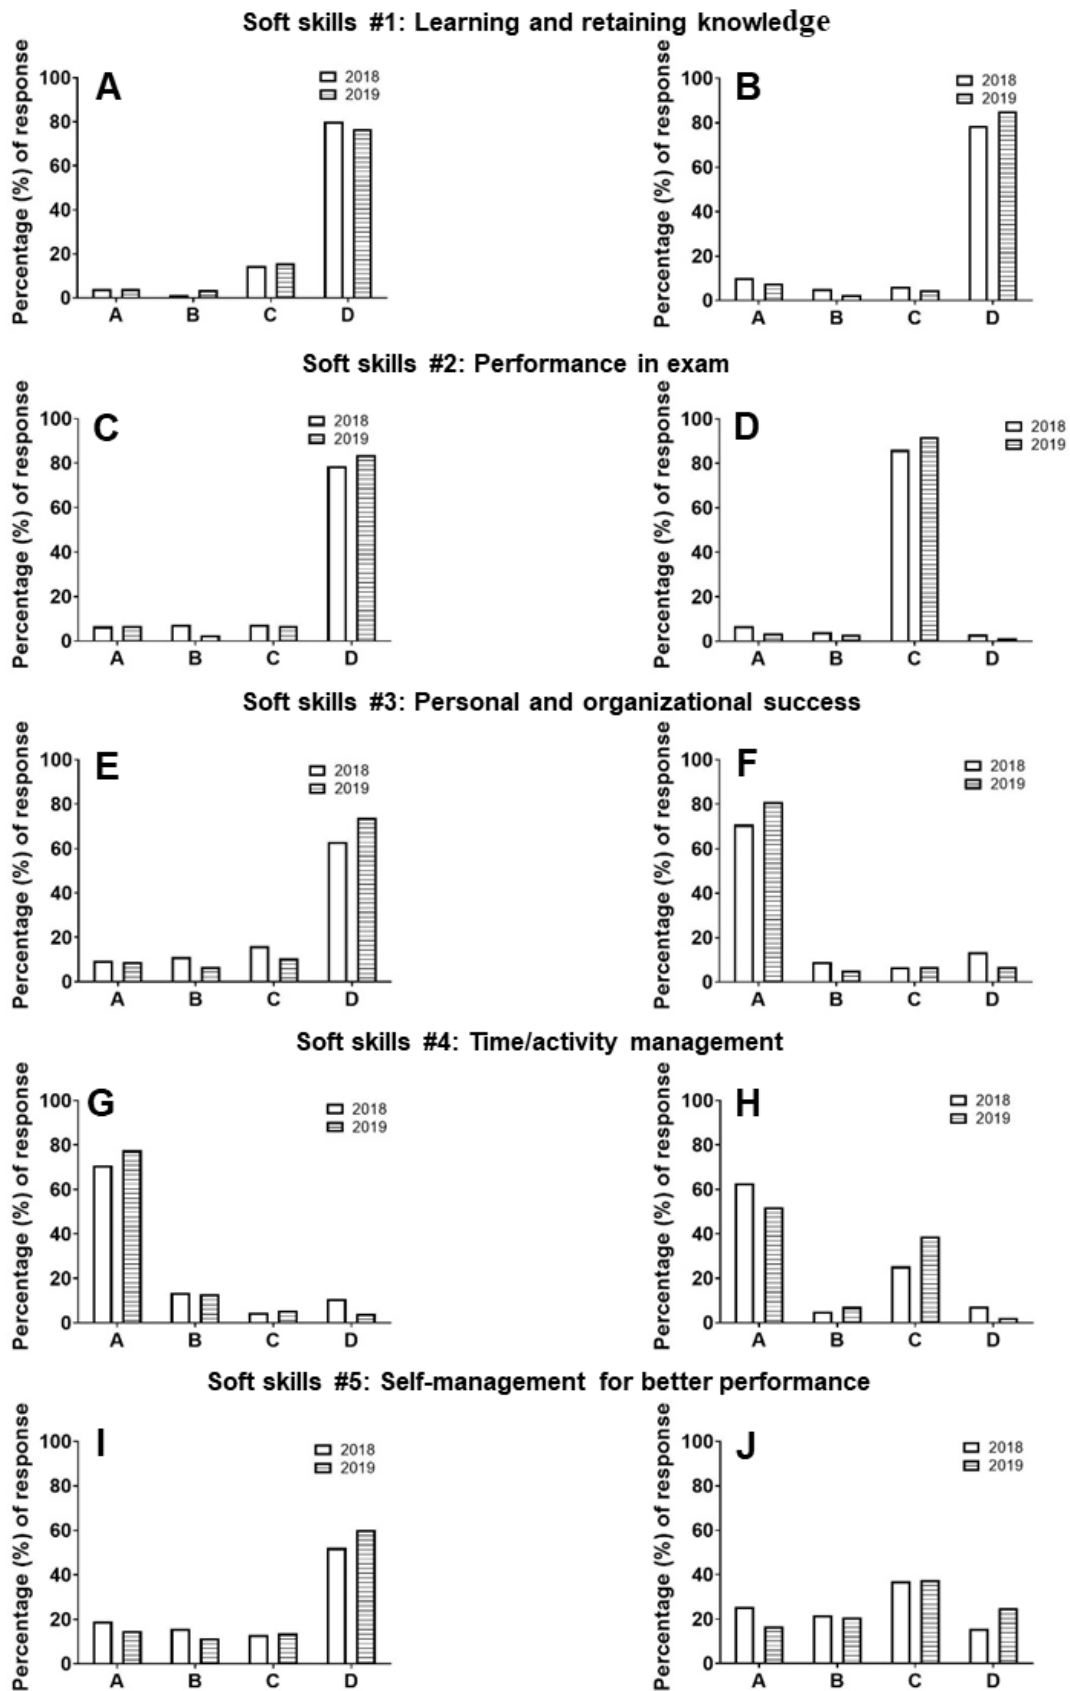 Soft skills #1: Learning and retaining knowledge
Percentage (%) of response
100
80
60
40
20
0
A
2018
2019
A B C D
Percentage (%) of response
100
80
60
40
20
0
B
2018
2019
A B C D
Soft skills #2: Performance in exam
Percentage (%) of response
100
80
60
40
20
0
C
2018
2019
A B C D
Percentage (%) of response
100
80
60
40
20
0
D
2018
2019
A B C D
Soft skills #3: Personal and organizational success
Percentage (%) of response
100
80
60
40
20
0
E
2018
2019
A B C D
Percentage (%) of response
100
80
60
40
20
0
F
2018
2019
A B C D
Soft skills #4: Time/activity management
Percentage (%) of response
100
80
60
40
20
0
G
2018
2019
A B C D
Percentage (%) of response
100
80
60
40
20
0
H
2018
2019
A B C D
Soft skills #5: Self-management for better performance
Percentage (%) of response
100
80
60
40
20
0
I
2018
2019
A B C D
Percentage (%) of response
100
80
60
40
20
0
J
2018
2019
A B C D